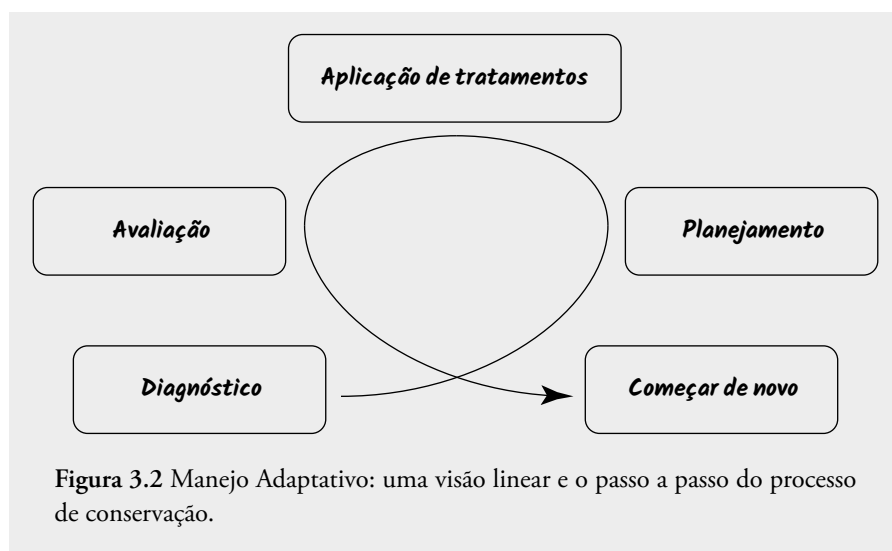 Aplicação de tratamentos
Avaliação
Planejamento
Diagnóstico
Começar de novo
Figura 3.2 Manejo Adaptativo: uma visão linear e o passo a passo do processo
de conservação.